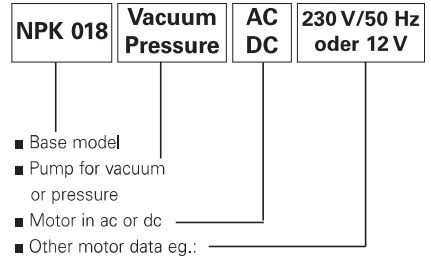 NPK 018
Vacuum
Pressure
AC
DC
230 V/50 Hz
oder 12 V
■ Base model
■ Pump for vacuum
or pressure
■ Motor in ac or dc
■ Other motor data eg.: